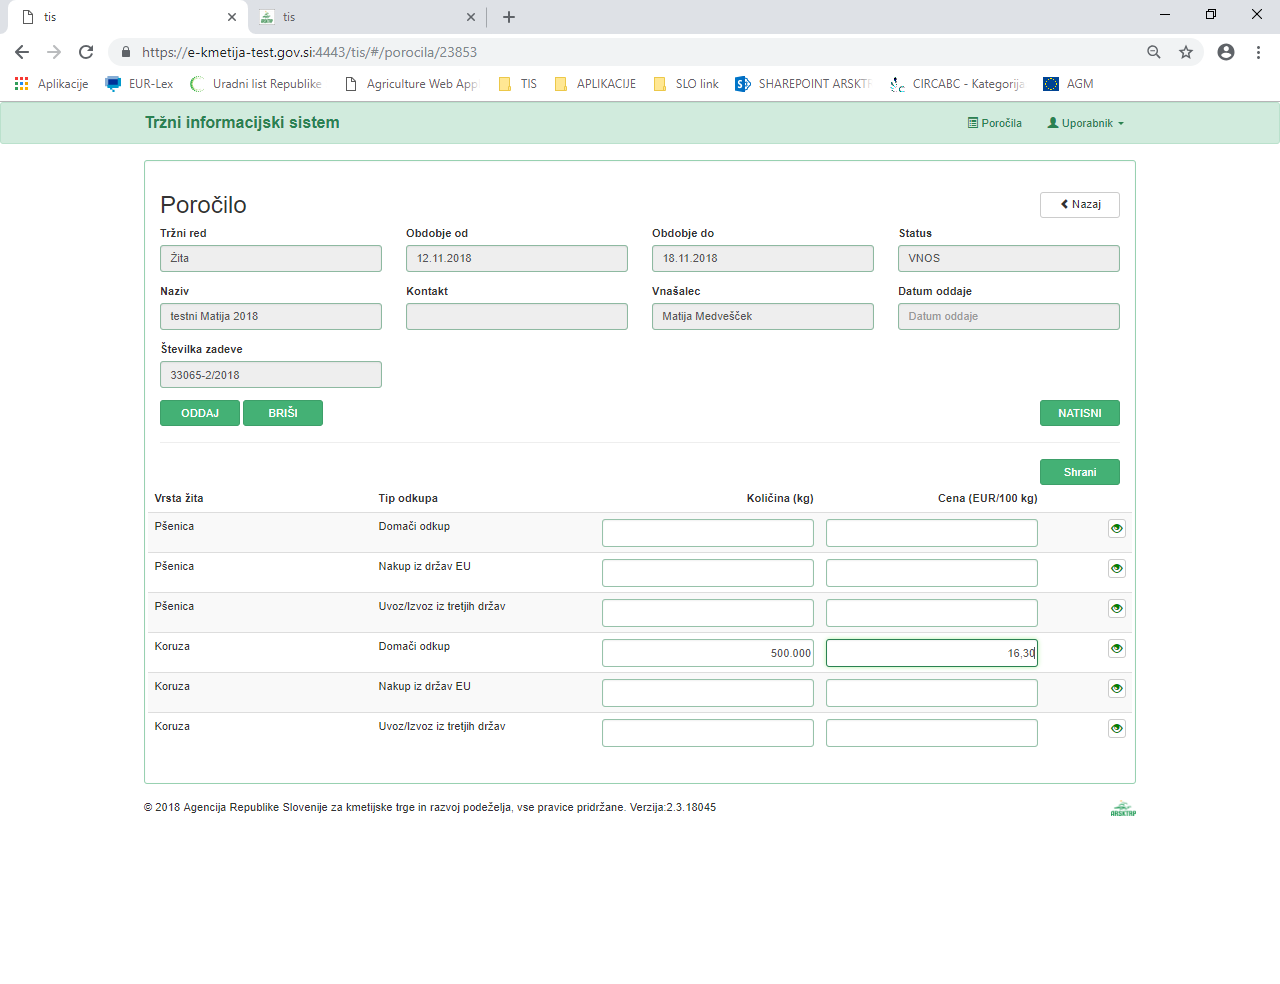 tis
tis
https://e-kmetija-test.gov.si:4443/tis/#/porocila/23853
Aplikacije EUR-Lex Uradni list Republike Agriculture Web App TIS APLIKACIJE SLO link SHAREPOINT ARSKTR CIRCABC - Kategorija AGM
Tržni informacijski sistem Poročila Uporabnik
Poročilo Nazaj
Tržni red Obdobje od Obdobje do Status
Žita 12.11.2018 18.11.2018 VNOS
Naziv Kontakt Vnašalec Datum oddaje
testni Matija 2018 Matija Medvešček Datum oddaje
Številka zadeve
33065-2/2018
ODDAJ BRIŠI NATISNI
Shrani
Vrsta žita Tip odkupa Količina (kg) Cena (EUR/100 kg)
Pšenica Domači odkup
Pšenica Nakup iz držav EU
Pšenica Uvoz/Izvoz iz tretjih držav
Koruza Domači odkup 500.000 16,30
Koruza Nakup iz držav EU
Koruza Uvoz/Izvoz iz tretjih držav
© 2018 Agencija Republike Slovenije za kmetijske trge in razvoj podeželja, vse pravice pridržane. Verzija:2.3.18045
ARSKTRP